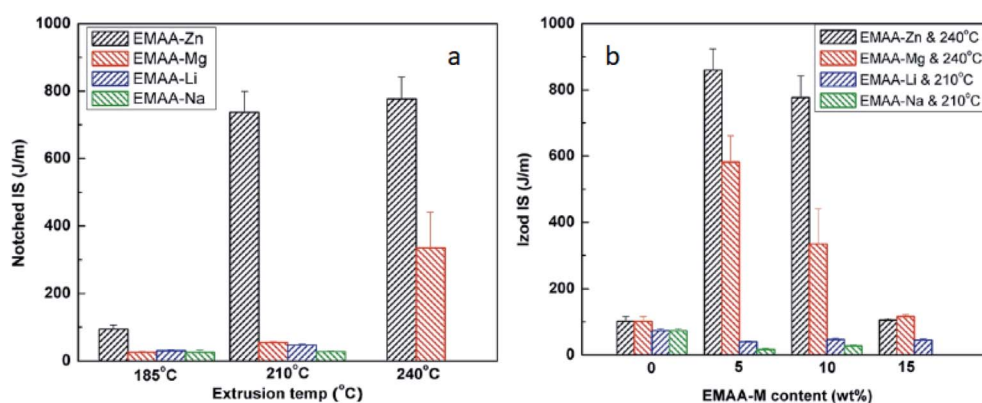 1000
800
600
400
200
0
Notched IS (J/m)
EMAA-Zn
EMAA-Mg
EMAA-Li
EMAA-Na
a
185°C
210°C
240°C
Extrusion temp (°C)
1000
800
600
400
200
0
Izod IS (J/m)
b
EMAA-Zn & 240°C
EMAA-Mg & 240°C
EMAA-Li & 210°C
EMAA-Na & 210°C
0
5
10
15
EMAA-M content (wt%)